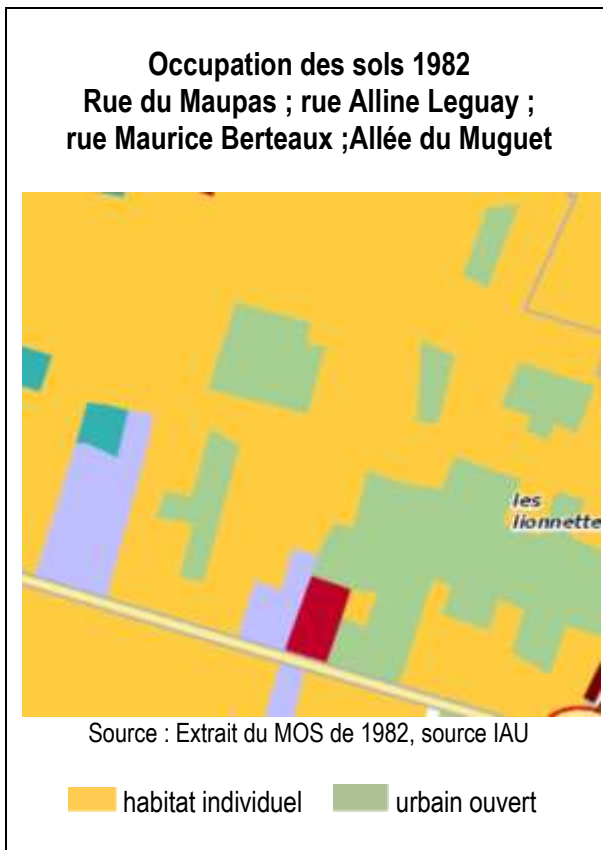 Occupation des sols 1982
Rue du Maupas ; rue Alline Leguay ;
rue Maurice Berteaux ;Allée du Muguet
les
lionnette
Source : Extrait du MOS de 1982, source IAU
habitat individuel urbain ouvert